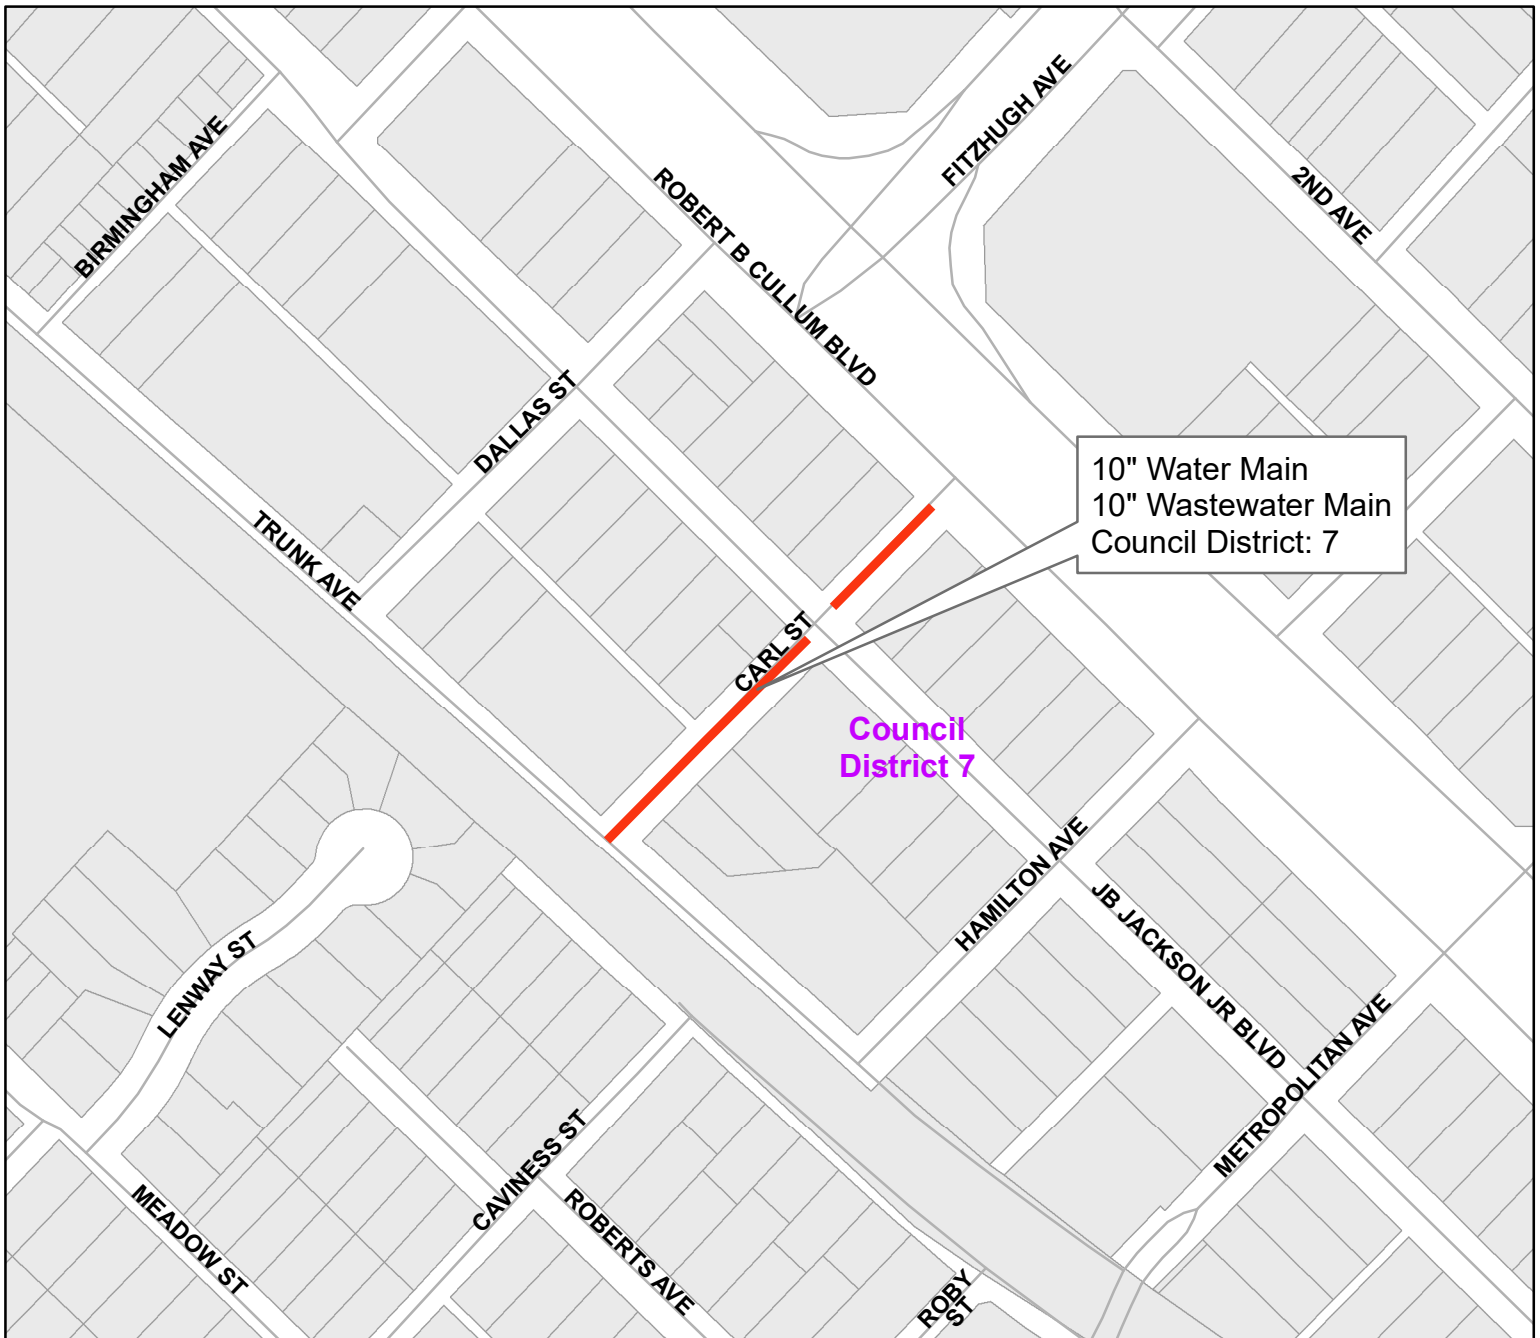 FITZHUGH AVE
BIRMINGHAM AVE
ROBERT B CULLUM BLVD
2ND AVE
DALLAS ST
10" Water Main
10" Wastewater Main
Council District: 7
TRUNK AVE
CARL ST
Council
District 7
HAMILTON AVE
JB JACKSON JR BLVD
LENWAY ST
METROPOLITAN AVE
CAVINESS ST
MEADOW ST
ROBERTS AVE
ROBY
ST